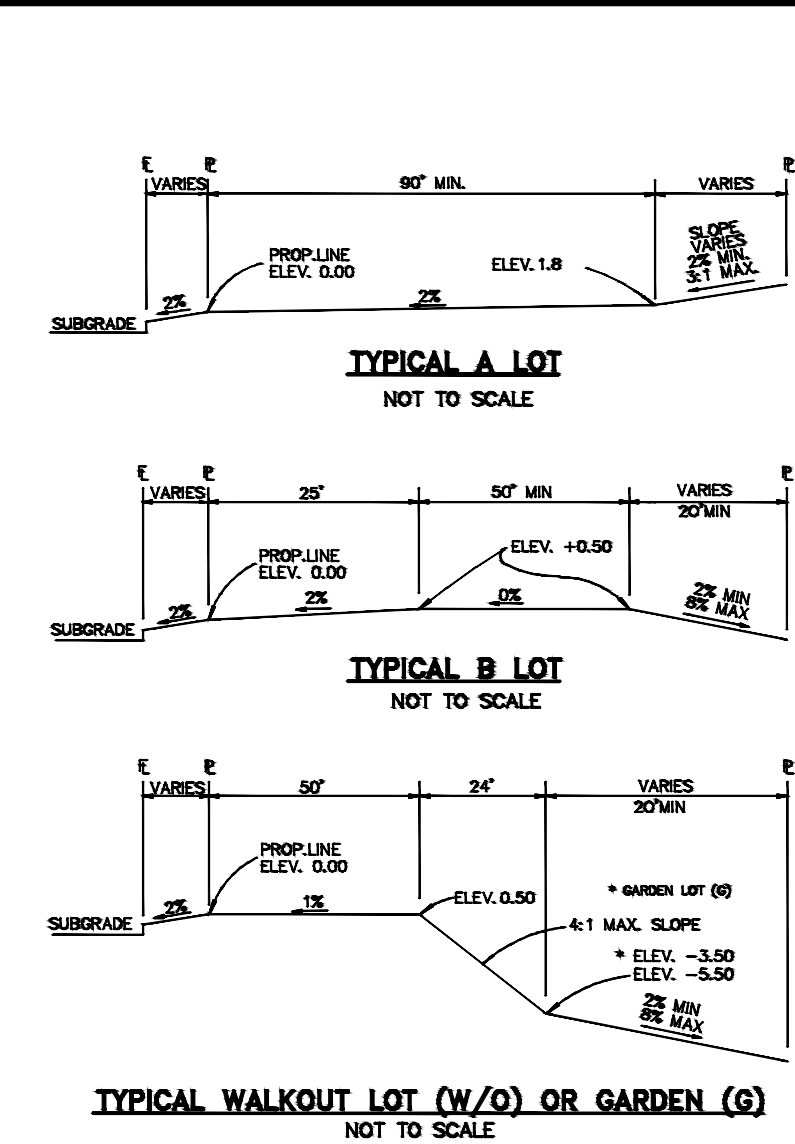 ℄ ⅊ ⅊
VARIES 90' MIN. VARIES
SLOPE
VARIES
2% MIN.
3:1 MAX.
PROP.LINE
ELEV. 0.00
ELEV. 1.8
2% 2%
SUBGRADE
TYPICAL A LOT
NOT TO SCALE
℄ ⅊ ⅊
VARIES 25' 50' MIN VARIES
20'MIN
ELEV. +0.50
PROP.LINE
ELEV. 0.00
2% 2% 0%
2% MIN
8% MAX
SUBGRADE
TYPICAL B LOT
NOT TO SCALE
℄ ⅊ ⅊
VARIES 50' 24' VARIES
20'MIN
PROP.LINE
ELEV. 0.00
* GARDEN LOT (G)
2% 1% ELEV. 0.50
SUBGRADE
4:1 MAX. SLOPE
* ELEV. -3.50
ELEV. -5.50
2% MIN
8% MAX
TYPICAL WALKOUT LOT (W/O) OR GARDEN (G)
NOT TO SCALE